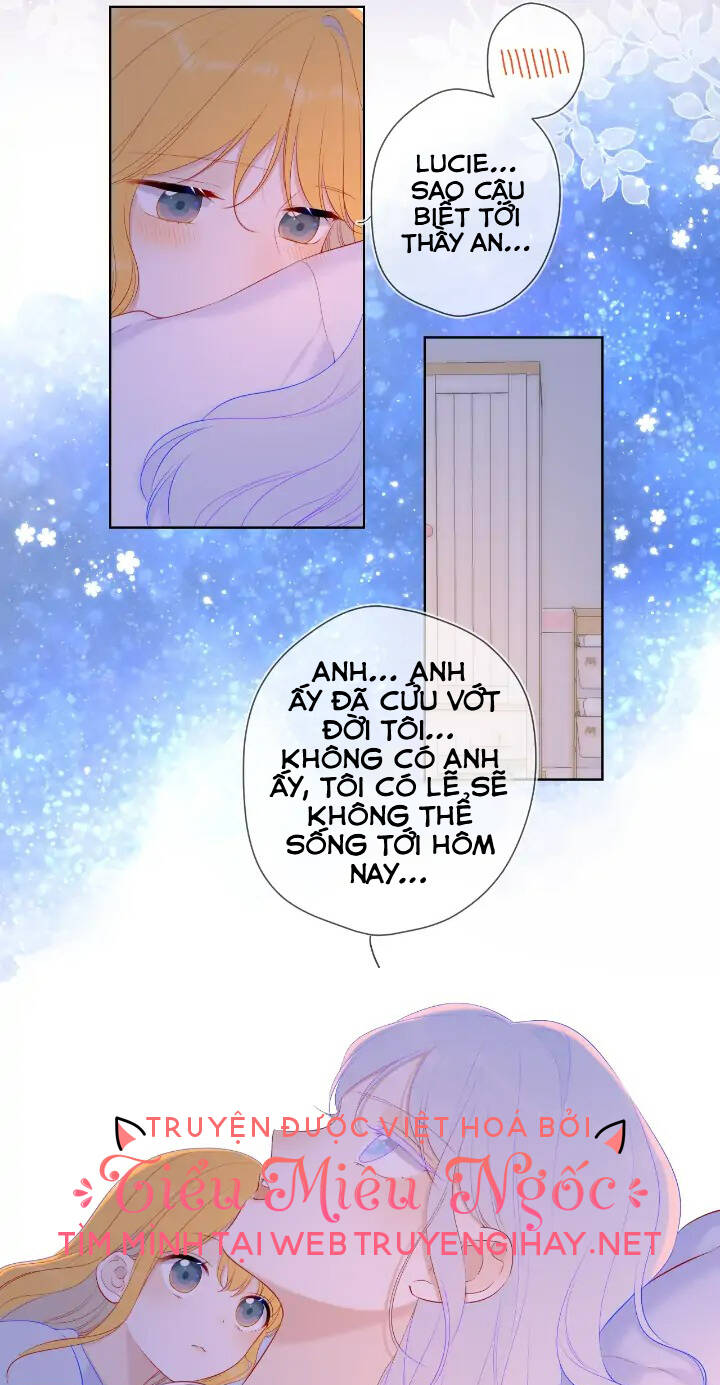 LUCIE...
SAO CẬU
BIẾT TỚI
THẦY AN...
ANH... ANH
ẤY ĐÃ CỨU VỚT
ĐỜI TÔI...
KHÔNG CÓ ANH
ẤY, TÔI CÓ LẼ SẼ
KHÔNG THỂ
SỐNG TỚI HÔM
NAY...
TRUYỆN ĐƯỢC VIỆT HOÁ BỞI
Tiểu Miêu Ngốc
TÌM MÌNH TẠI WEB TRUYENGIHAY.NET